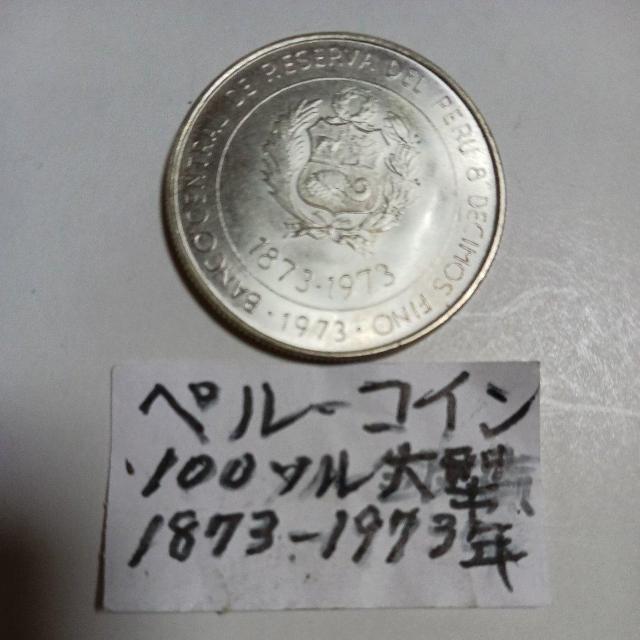 BANCO CENTRAL DE RESERVA DEL PERU 8 DECIMOS FINO
1873-1973
· 1973 ·
ペルーコイン
100ソル大型
1873-1973年